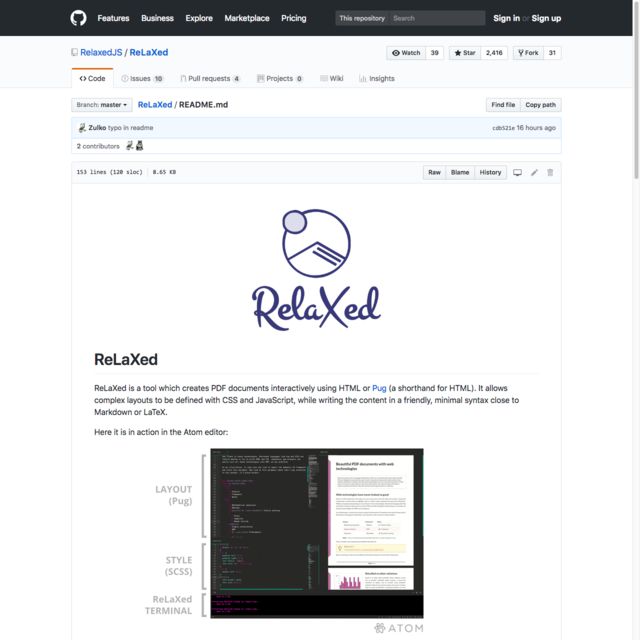 Features Business Explore Marketplace Pricing This repository Search Sign in or Sign up
RelaxedJS / ReLaXed Watch 39 Star 2,416 Fork 31
Code Issues 10 Pull requests 4 Projects 0 Wiki Insights
Branch: master ReLaXed / README.md Find file Copy path
Zulko typo in readme cdb521e 16 hours ago
2 contributors
153 lines (120 sloc) 8.65 KB Raw Blame History
RelaXed
ReLaXed
ReLaXed is a tool which creates PDF documents interactively using HTML or Pug (a shorthand for HTML). It allows
complex layouts to be defined with CSS and JavaScript, while writing the content in a friendly, minimal syntax close to
Markdown or LaTeX.
Here it is in action in the Atom editor:
Beautiful PDF documents with web
technologies
LAYOUT
(Pug)
STYLE
(SCSS)
ReLaXed
TERMINAL
ATOM